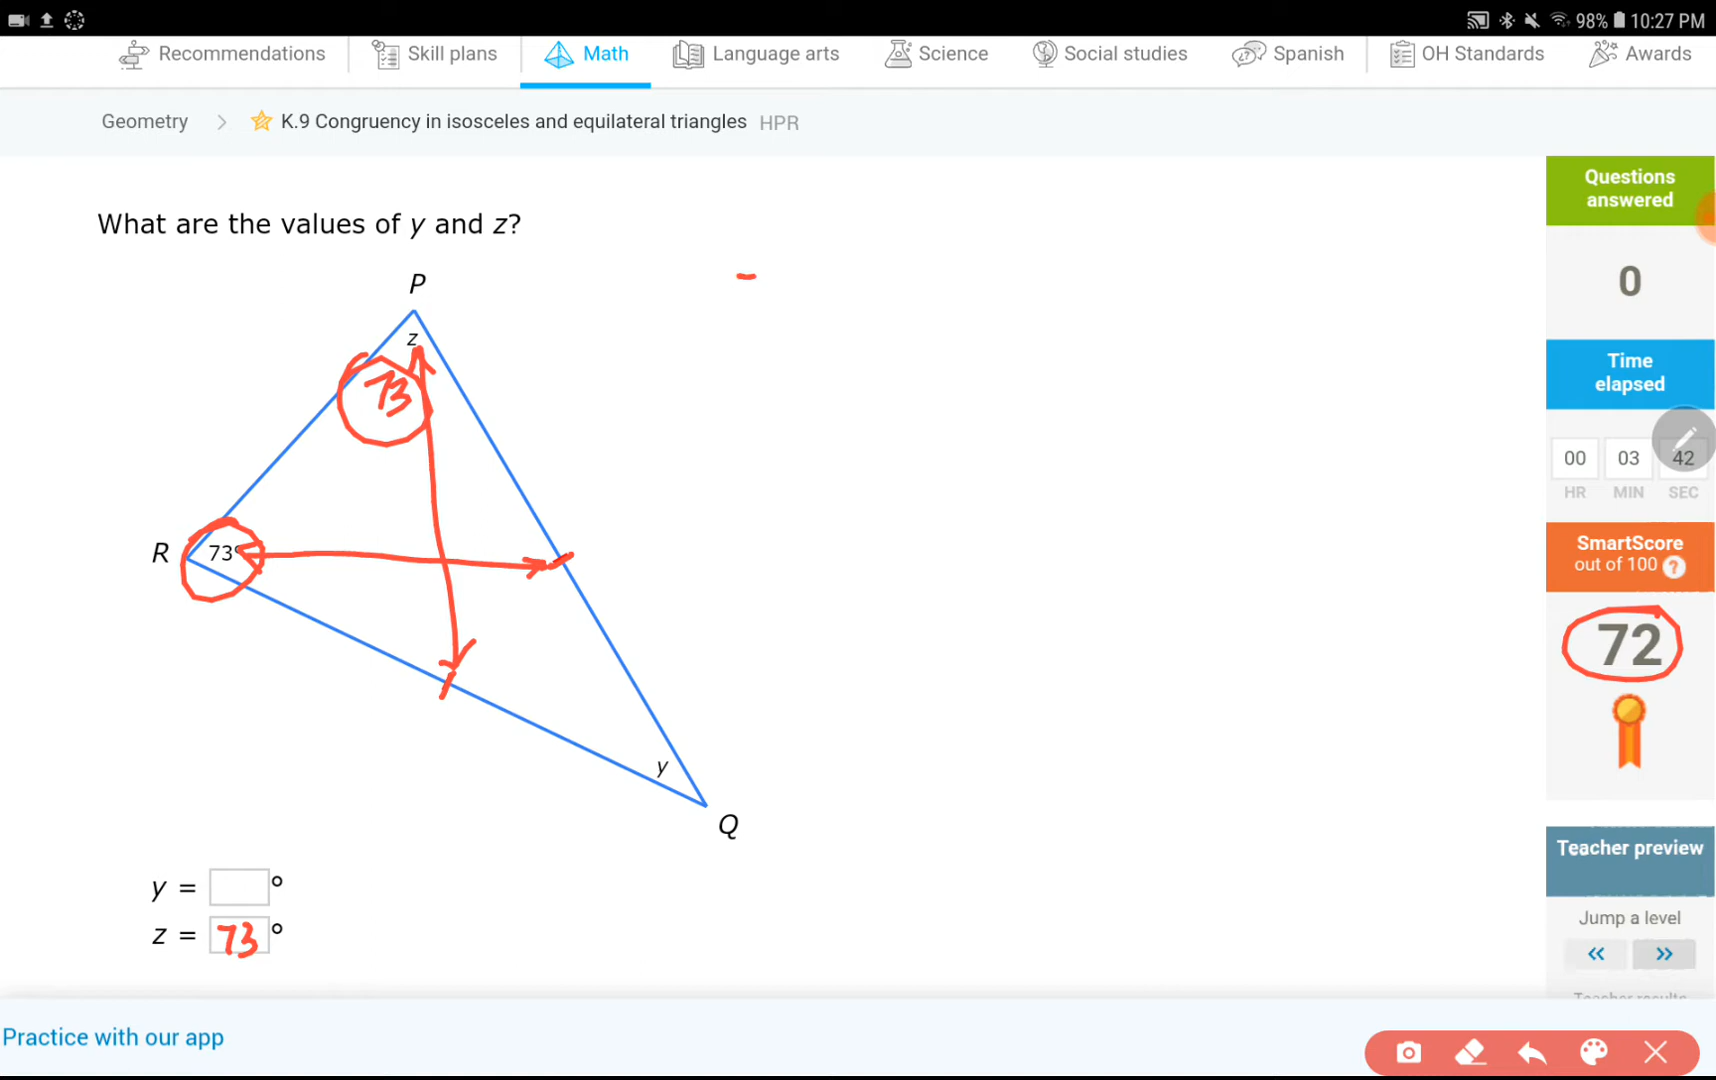 98% 10:27 PM
Recommendations Skill plans Math Language arts Science Social studies Spanish OH Standards Awards
Geometry > K.9 Congruency in isosceles and equilateral triangles HPR
What are the values of y and z?
P
z
73
R
73°
y
Q
y = °
z = 73 °
Questions
answered
0
Time
elapsed
00 03 42
HR MIN SEC
SmartScore
out of 100 ?
72
Teacher preview
Jump a level
Teacher results
Practice with our app